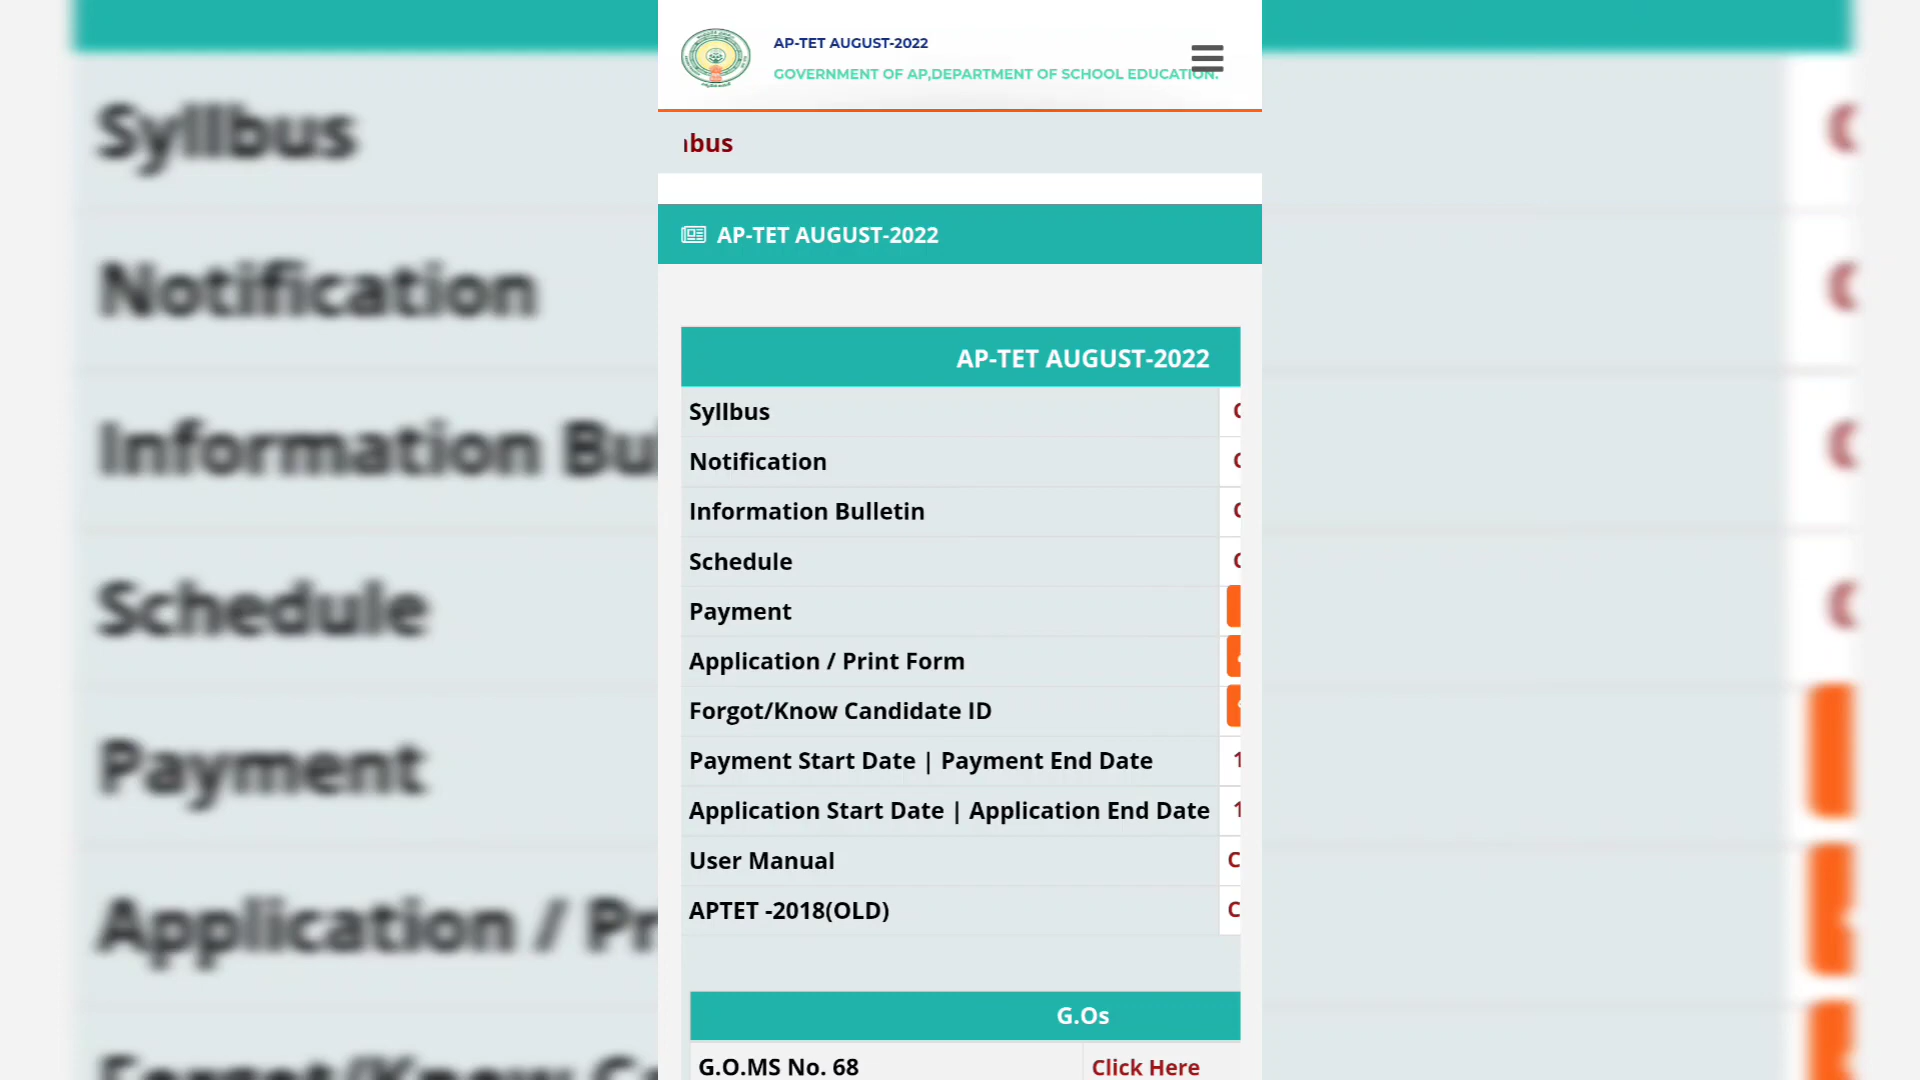 AP-TET AUGUST-2022
GOVERNMENT OF AP,DEPARTMENT OF SCHOOL EDUCATION.
bus
AP-TET AUGUST-2022
AP-TET AUGUST-2022
Syllbus
Notification
Information Bulletin
Schedule
Payment
Application / Print Form
Forgot/Know Candidate ID
Payment Start Date | Payment End Date
Application Start Date | Application End Date
User Manual
APTET -2018(OLD)
G.Os
G.O.MS No. 68 Click Here
Syllbus
Notification
Information Bu
Schedule
Payment
Application / Pr